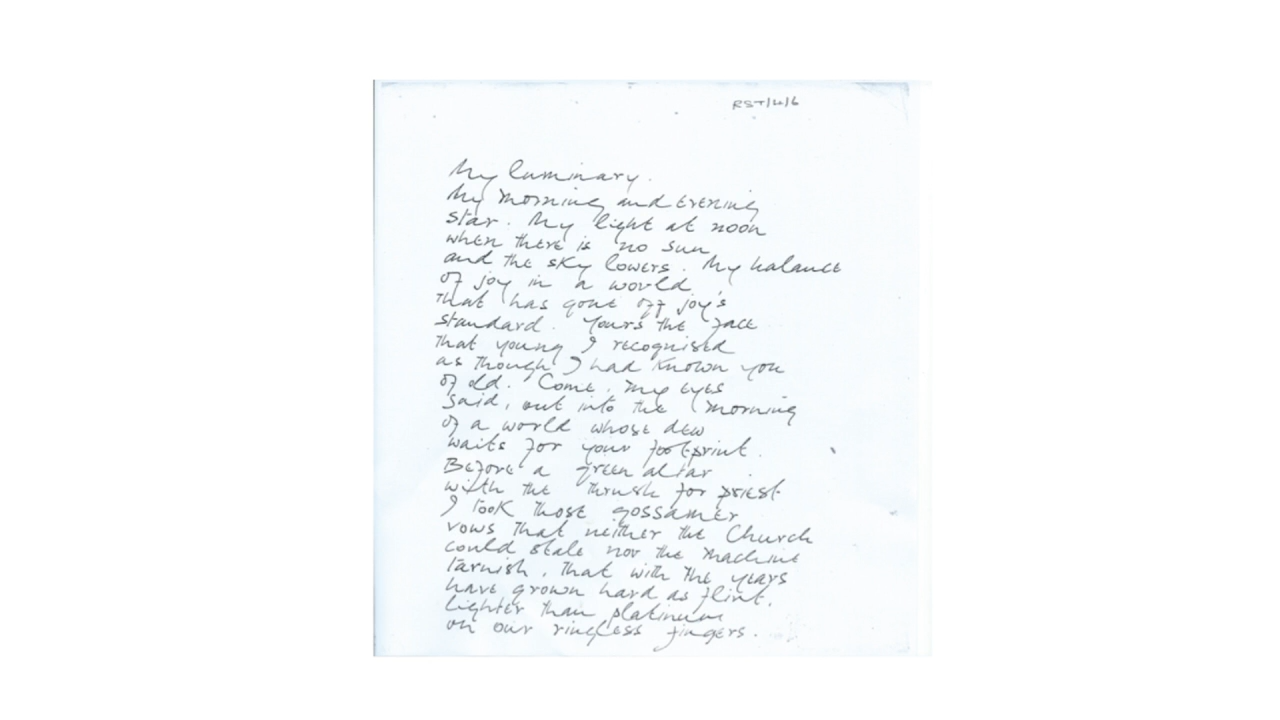 RST/4/6
My luminary.
My morning and evening
star. My light at noon
when there is no sun
and the sky lowers. My balance
of joy in a world
that has gone off joy's
standard. Yours the face
that young I recognised
as though I had known you
of old. Come, my eyes
said, out into the morning
of a world whose dew
waits for your footprint.
Before a green altar
with the thrush for priest
I took those gossamer
vows that neither the Church
could stale nor the machine
tarnish, that with the years
have grown hard as flint,
lighter than platinum
on our ringless fingers.